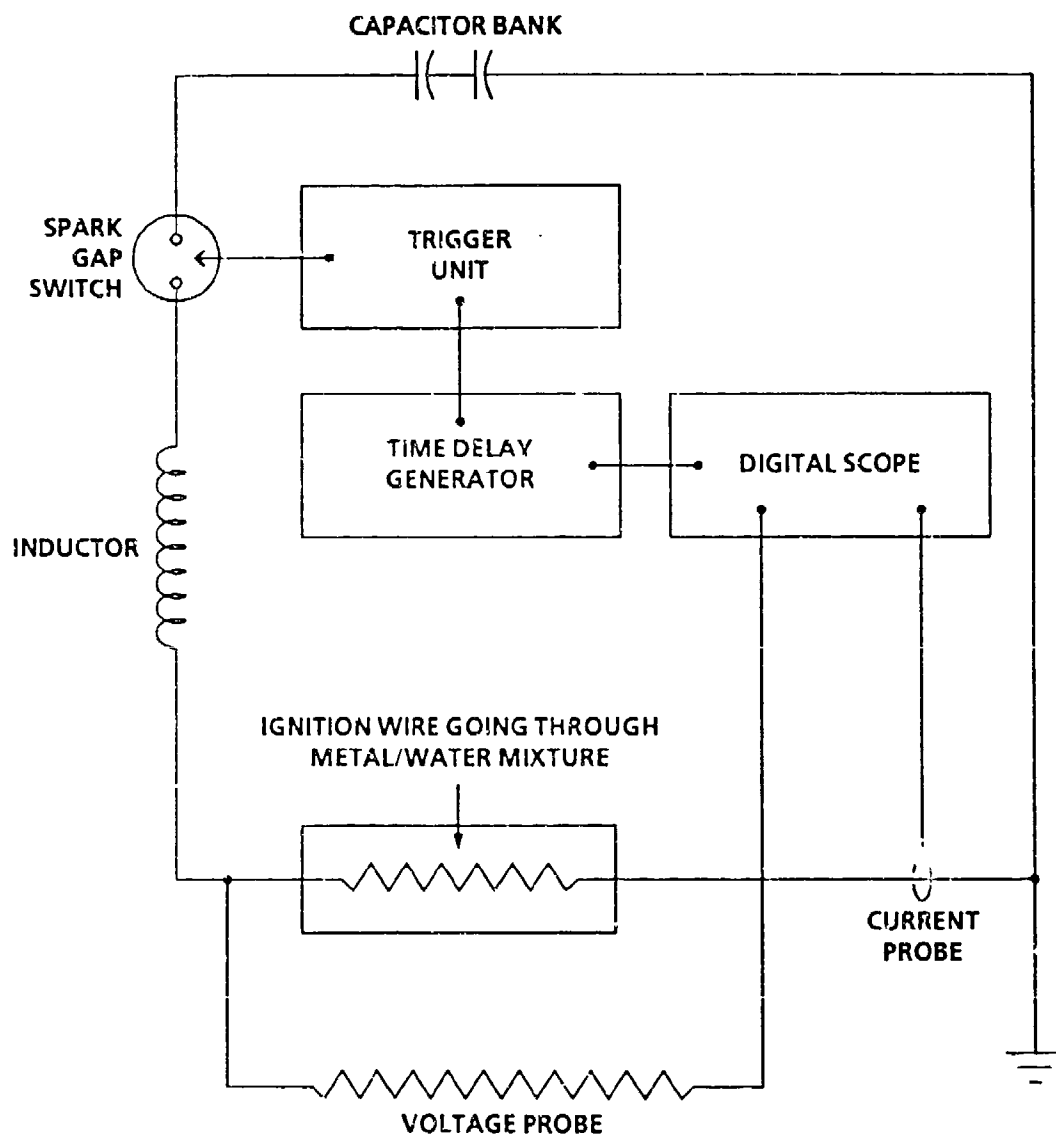 CAPACITOR BANK
SPARK
GAP
SWITCH
TRIGGER
UNIT
TIME DELAY
GENERATOR
DIGITAL SCOPE
INDUCTOR
IGNITION WIRE GOING THROUGH
METAL/WATER MIXTURE
CURRENT
PROBE
VOLTAGE PROBE